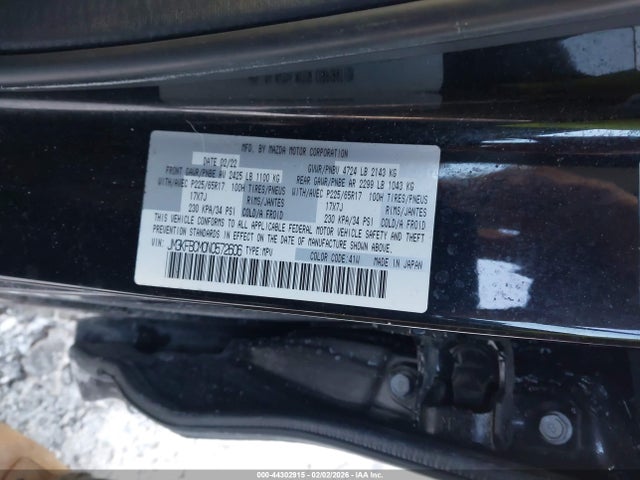 MFG. BY MAZDA MOTOR CORPORATION
DATE 02/22 GVWR/PNBV 4724 LB 2143 KG
FRONT GAWR/PNBE AV 2425 LB 1100 KG REAR GAWR/PNBE AR 2299 LB 1043 KG
WITH/AVEC P225/65R17 100H TIRES/PNEUS WITH/AVEC P225/65R17 100H TIRES/PNEUS
17X7J RIMS/JANTES 17X7J RIMS/JANTES
230 KPA/34 PSI COLD/A FROID 230 KPA/34 PSI COLD/A FROID
THIS VEHICLE CONFORMS TO ALL APPLICABLE FEDERAL MOTOR VEHICLE SAFETY AND THEFT
PREVENTION STANDARDS IN EFFECT ON THE DATE OF MANUFACTURE SHOWN ABOVE.
VIN: JM3KFBCM0N0572606 TYPE:MPV
COLOR CODE:41W MADE IN JAPAN
000-44302915 - 02/02/2026 - IAAI.COM